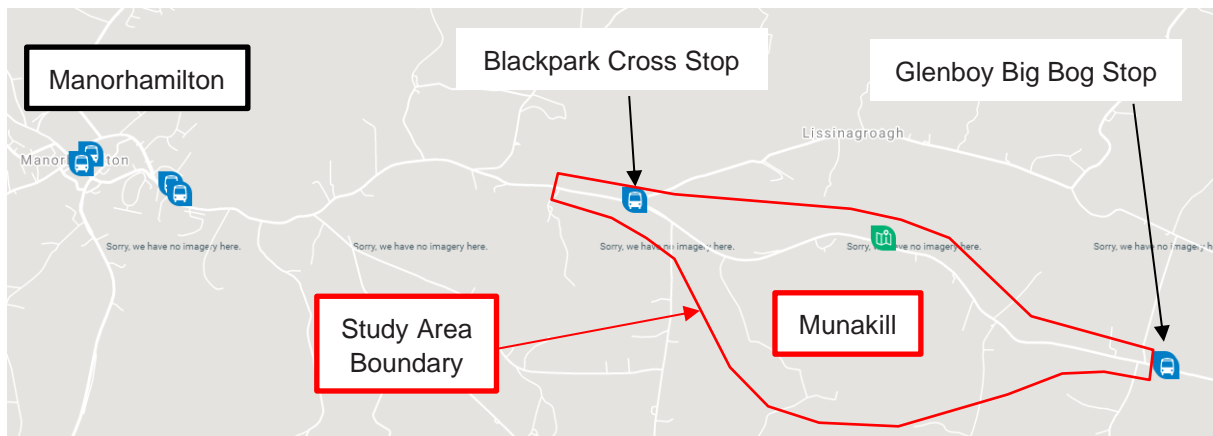 Manorhamilton
Blackpark Cross Stop
Glenboy Big Bog Stop
Lissinagroagh
Manor ton
Sorry, we have no imagery here.
Sorry, we have no imagery here.
Sorry, we have no imagery here.
Sorry, we have no imagery here.
Sorry, we have no imagery h
Study Area
Boundary
Munakill